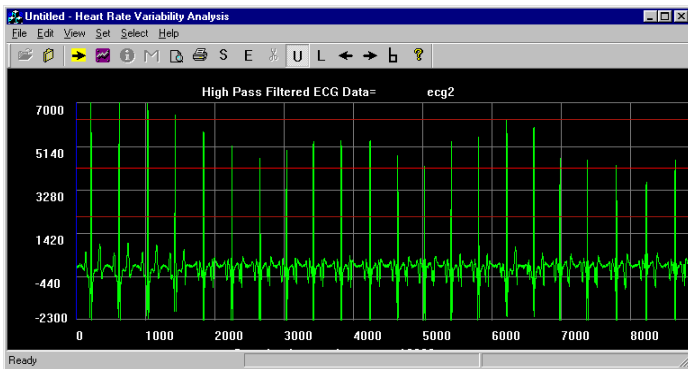 Untitled - Heart Rate Variability Analysis
File Edit View Set Select Help
M S E U L
High Pass Filtered ECG Data= ecg2
7000
5140
3280
1420
-440
-2300
0 1000 2000 3000 4000 5000 6000 7000 8000
Ready